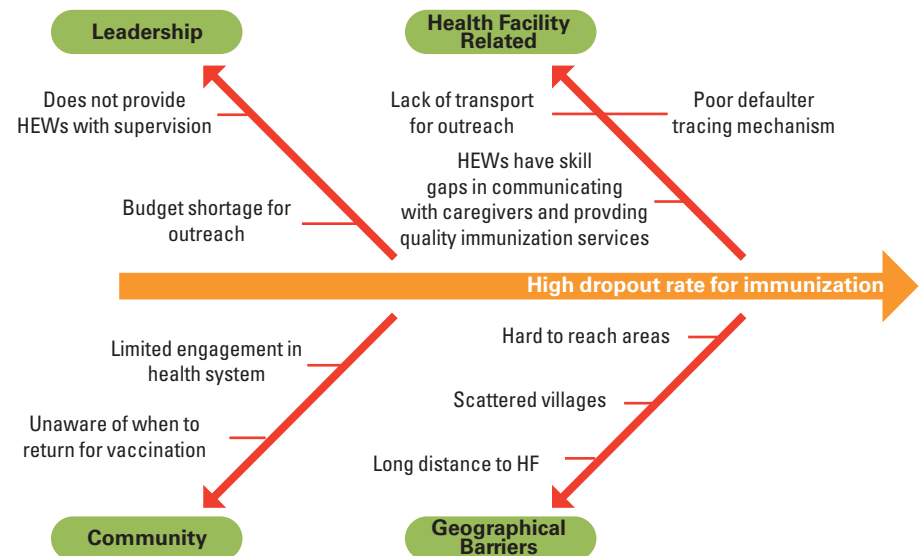 Leadership
Health Facility
Related
Does not provide
HEWs with supervision
Budget shortage for
outreach
Lack of transport
for outreach
Poor defaulter
tracing mechanism
HEWs have skill
gaps in communicating
with caregivers and provding
quality immunization services
High dropout rate for immunization
Limited engagement in
health system
Unaware of when to
return for vaccination
Hard to reach areas
Scattered villages
Long distance to HF
Community
Geographical
Barriers